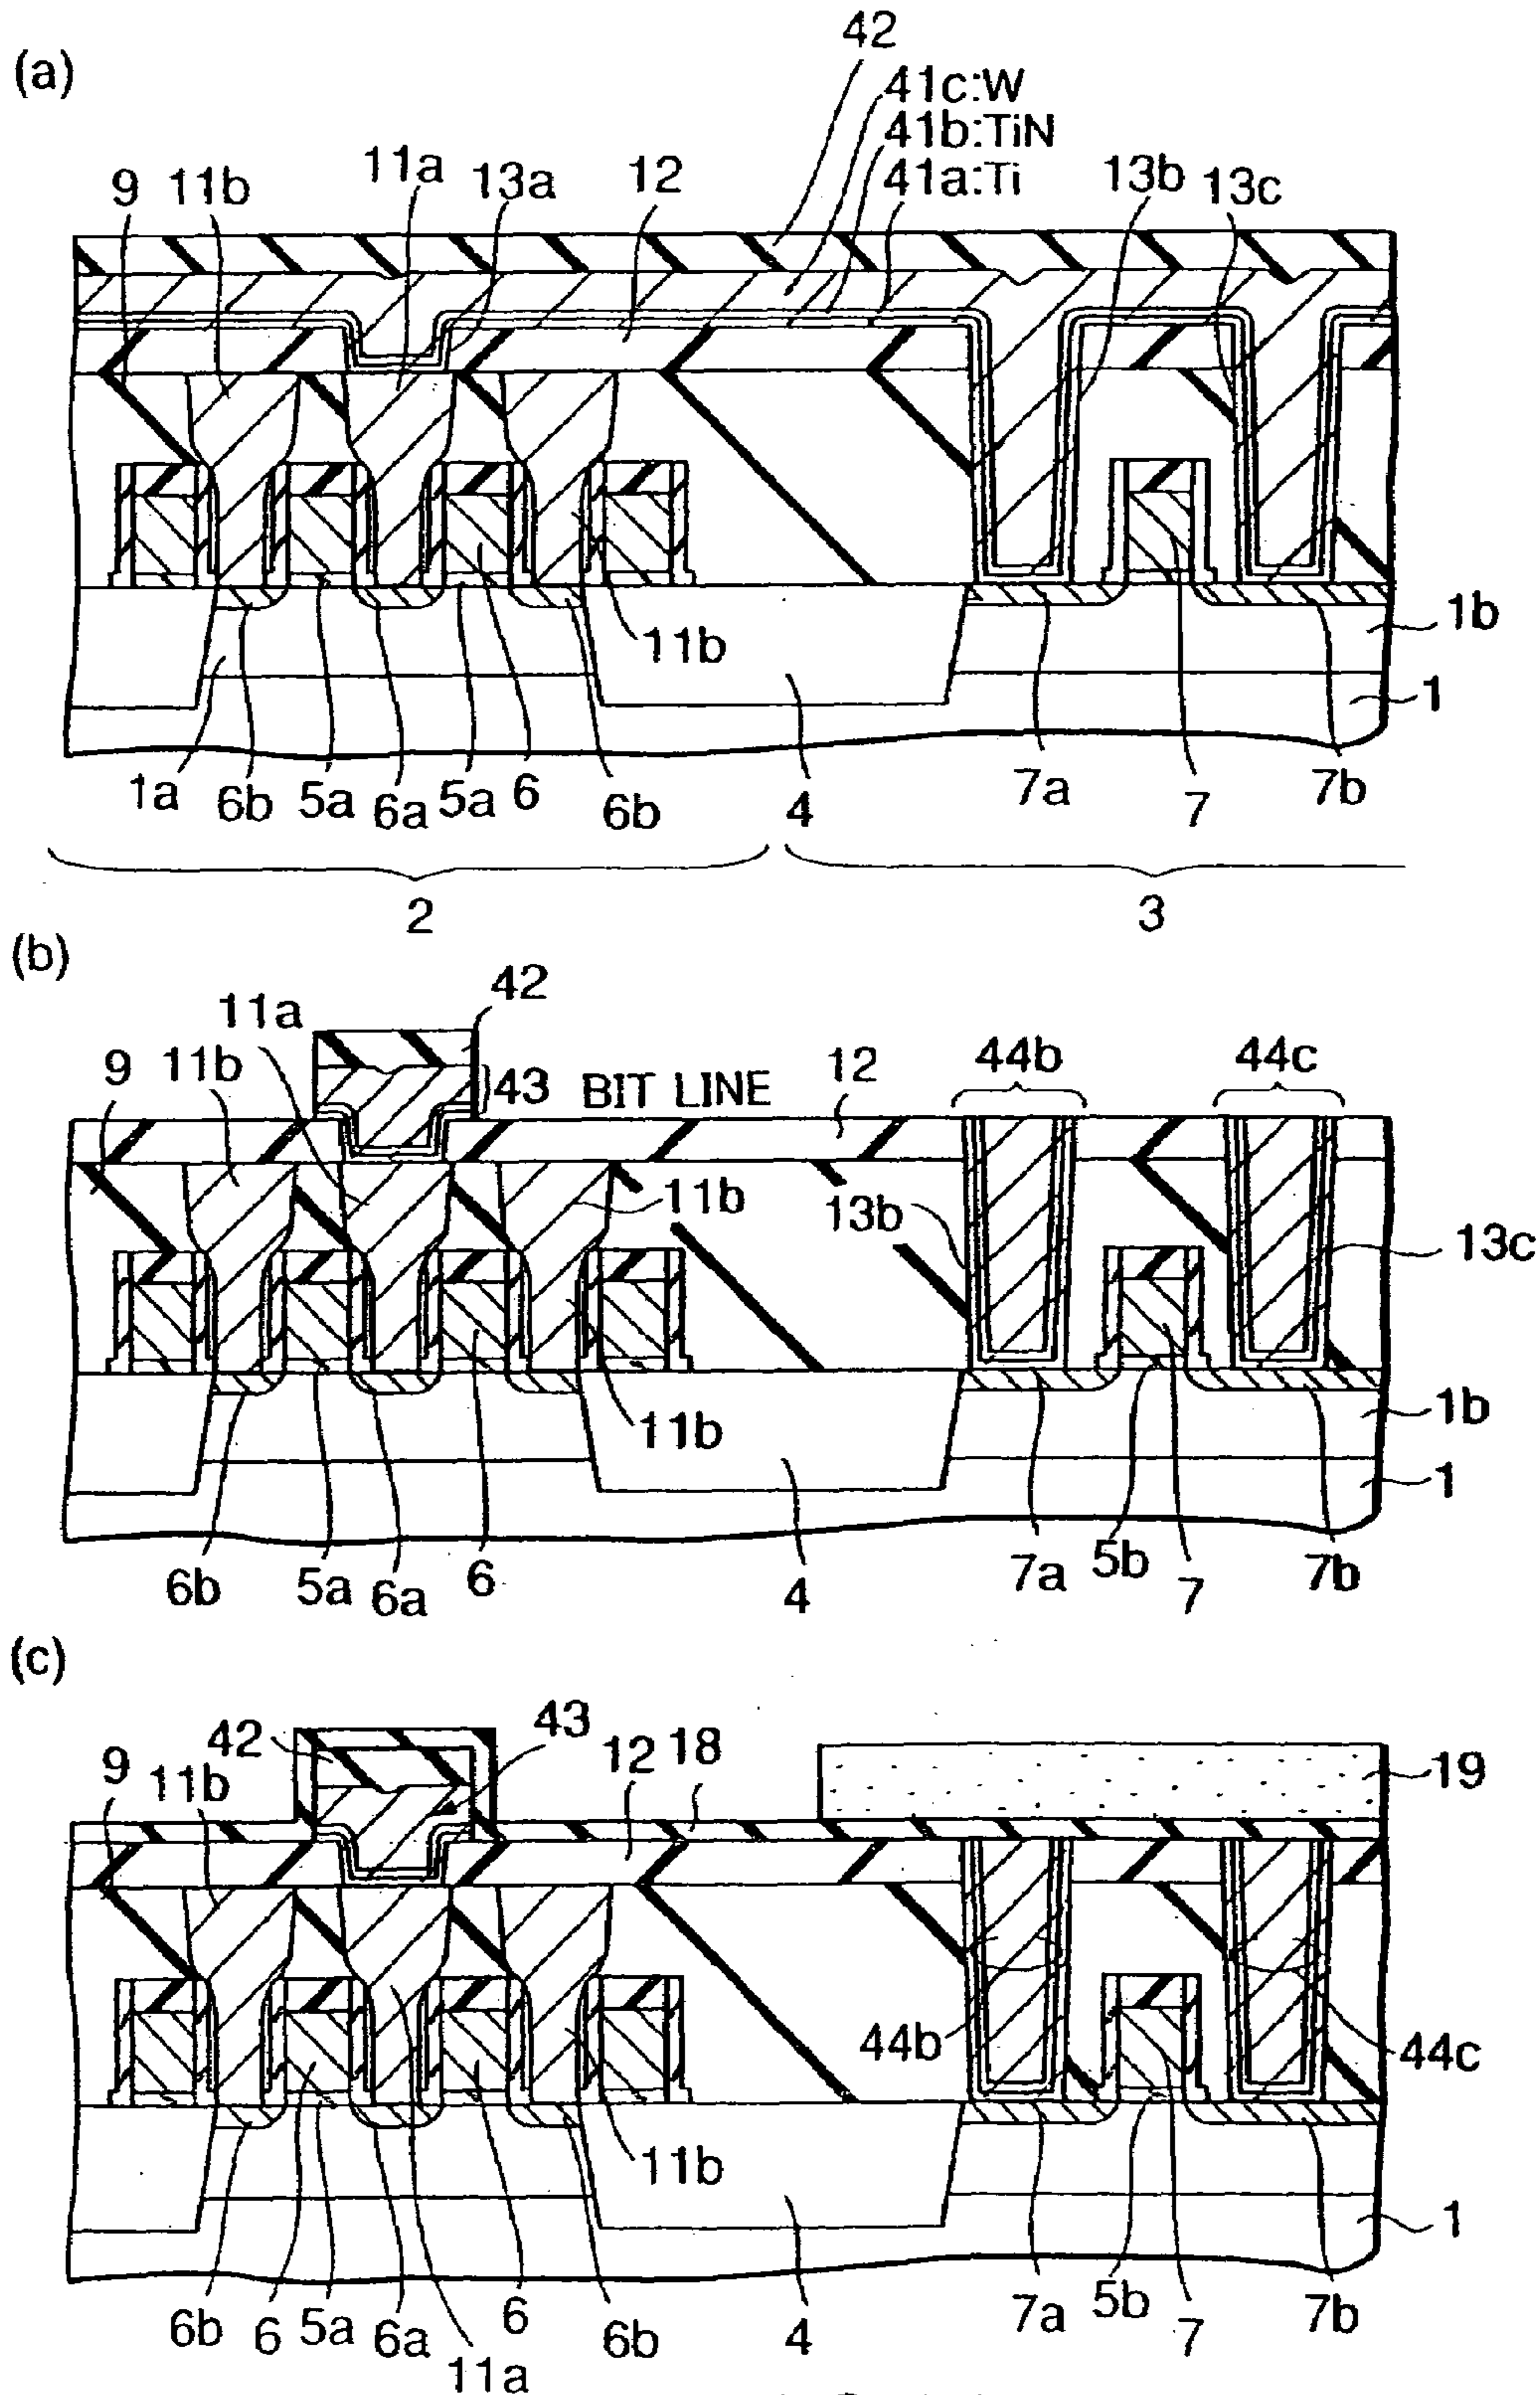 (a)
42
41c:W
41b:TiN
41a:Ti
9 11b 11a 13a 12 13b 13c
11b
1b
1
1a 6b 5a 6a 5a 6 6b 4 7a 7 7b
2 3
(b)
42
11a
9 11b 43 BIT LINE 12 44b 44c
11b
13b
13c
11b
1b
1
6b 5a 6a 6 4 7a 5b 7 7b
(c)
42 43
9 11b 12 18 19
44b 44c
11b
1
6b 6 5a 6a 11a 6 6b 4 7a 5b 7 7b